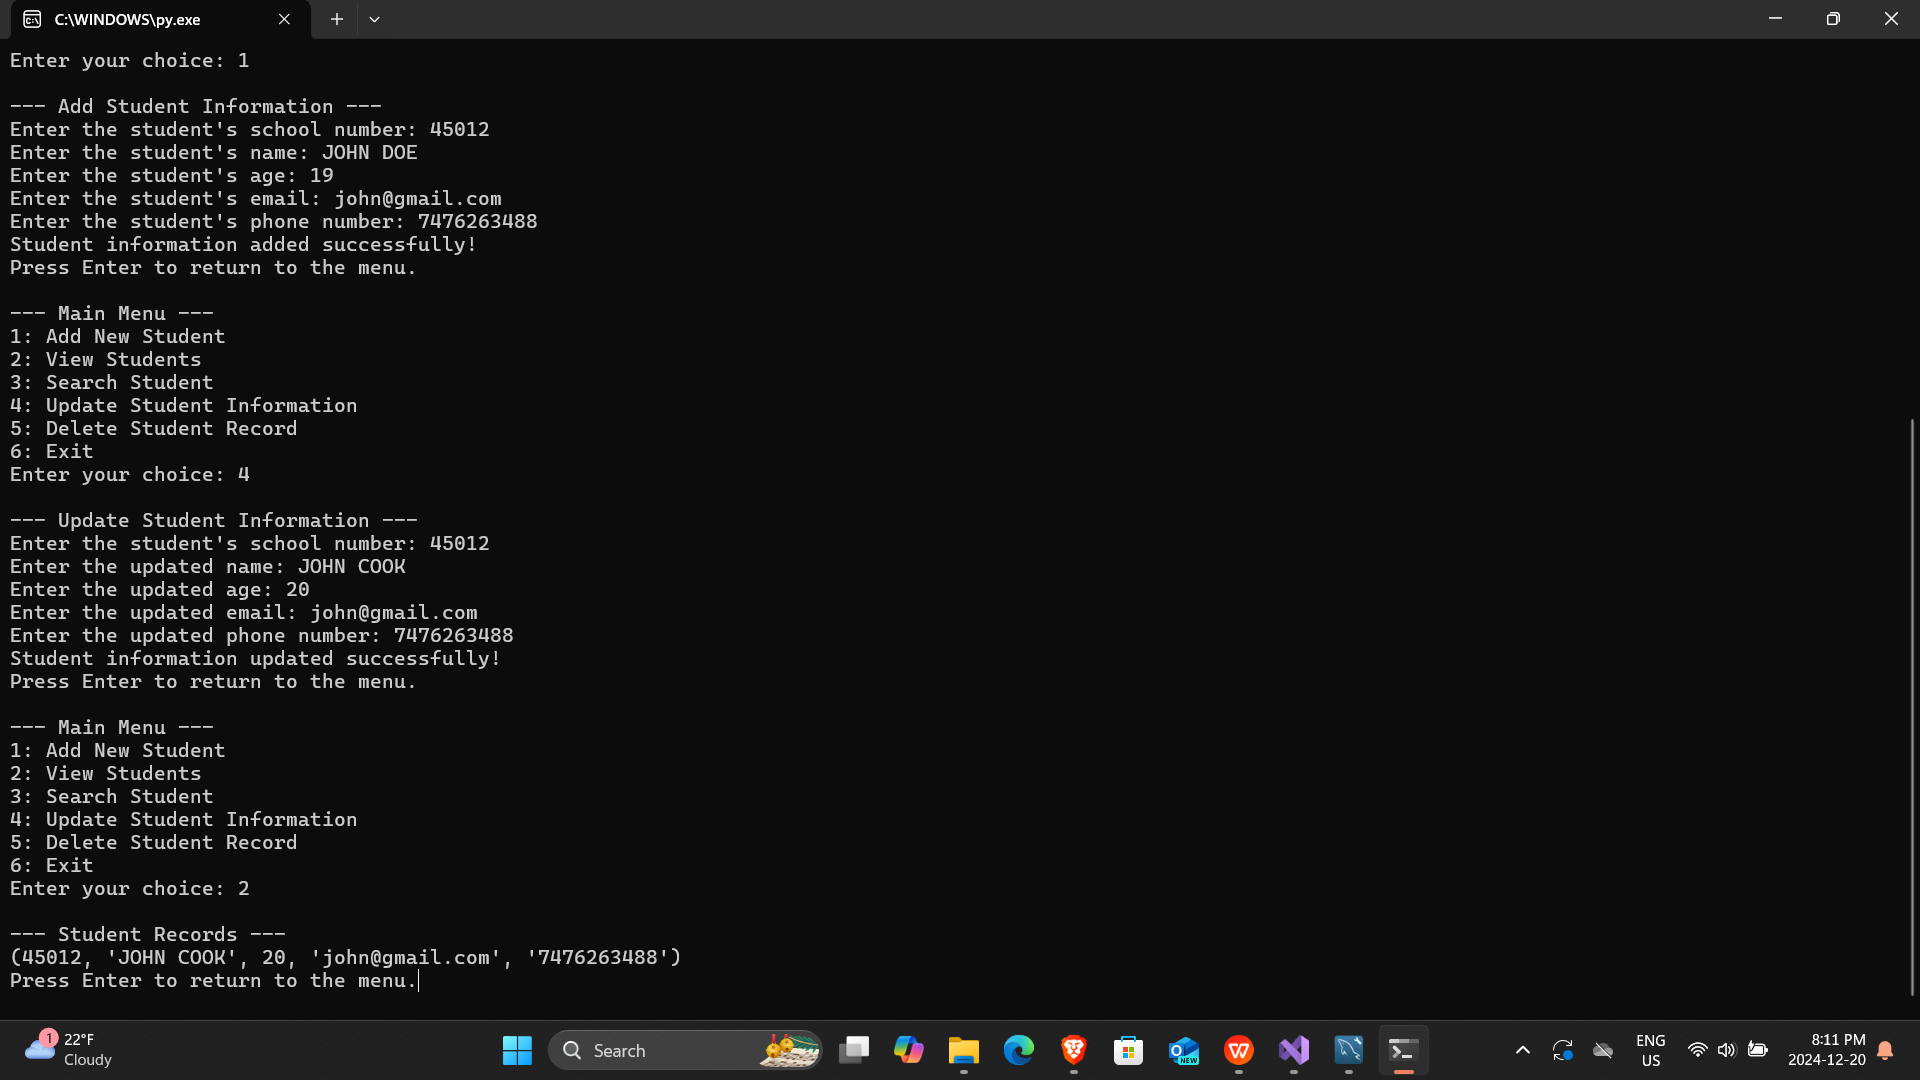 C:\WINDOWS\py.exe
Enter your choice: 1
--- Add Student Information ---
Enter the student's school number: 45012
Enter the student's name: JOHN DOE
Enter the student's age: 19
Enter the student's email: john@gmail.com
Enter the student's phone number: 7476263488
Student information added successfully!
Press Enter to return to the menu.
--- Main Menu ---
1: Add New Student
2: View Students
3: Search Student
4: Update Student Information
5: Delete Student Record
6: Exit
Enter your choice: 4
--- Update Student Information ---
Enter the student's school number: 45012
Enter the updated name: JOHN COOK
Enter the updated age: 20
Enter the updated email: john@gmail.com
Enter the updated phone number: 7476263488
Student information updated successfully!
Press Enter to return to the menu.
--- Main Menu ---
1: Add New Student
2: View Students
3: Search Student
4: Update Student Information
5: Delete Student Record
6: Exit
Enter your choice: 2
--- Student Records ---
(45012, 'JOHN COOK', 20, 'john@gmail.com', '7476263488')
Press Enter to return to the menu.
1
22°F
Cloudy
Search
NEW
ENG
US
8:11 PM
2024-12-20